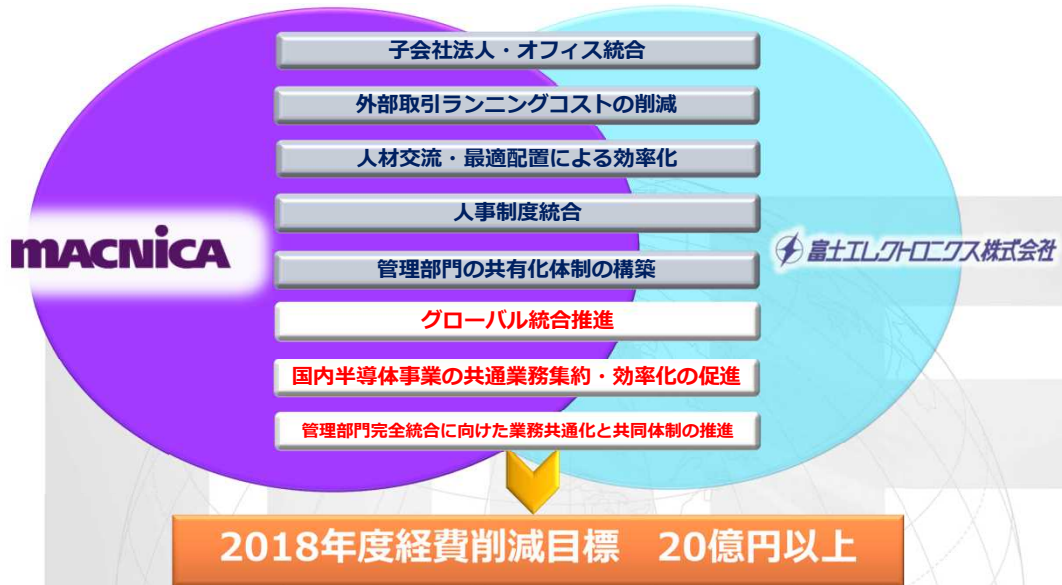 子会社法人・オフィス統合
外部取引ランニングコストの削減
人材交流・最適配置による効率化
人事制度統合
MACNICA
富士エレクトロニクス株式会社
管理部門の共有化体制の構築
グローバル統合推進
国内半導体事業の共通業務集約・効率化の促進
管理部門完全統合に向けた業務共通化と共同体制の推進
2018年度経費削減目標 20億円以上